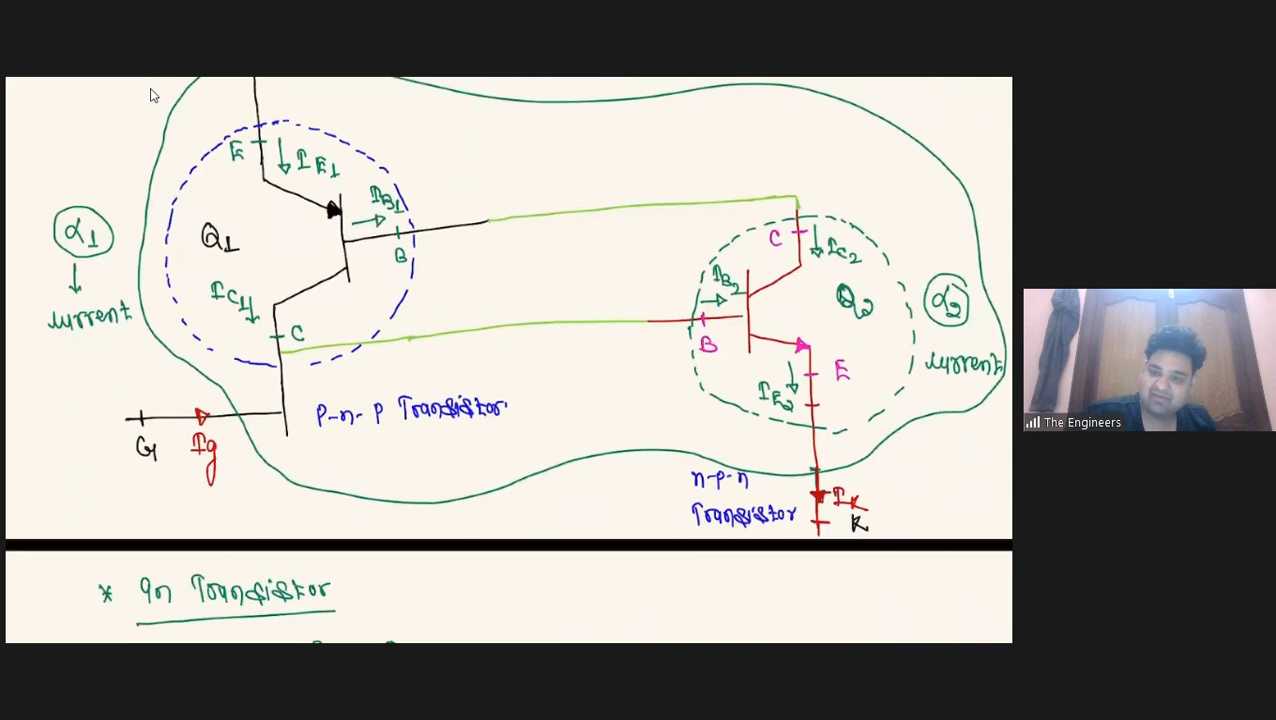 E
I E1
IB1
α1
Q1
B
C
Ic2
IB2
Q2
α2
Ic1
current
C
B
E
current
IE2
P-n-P Transistor
G
Ig
n-p-n
Transistor
IK
K
* In Transistor
The Engineers